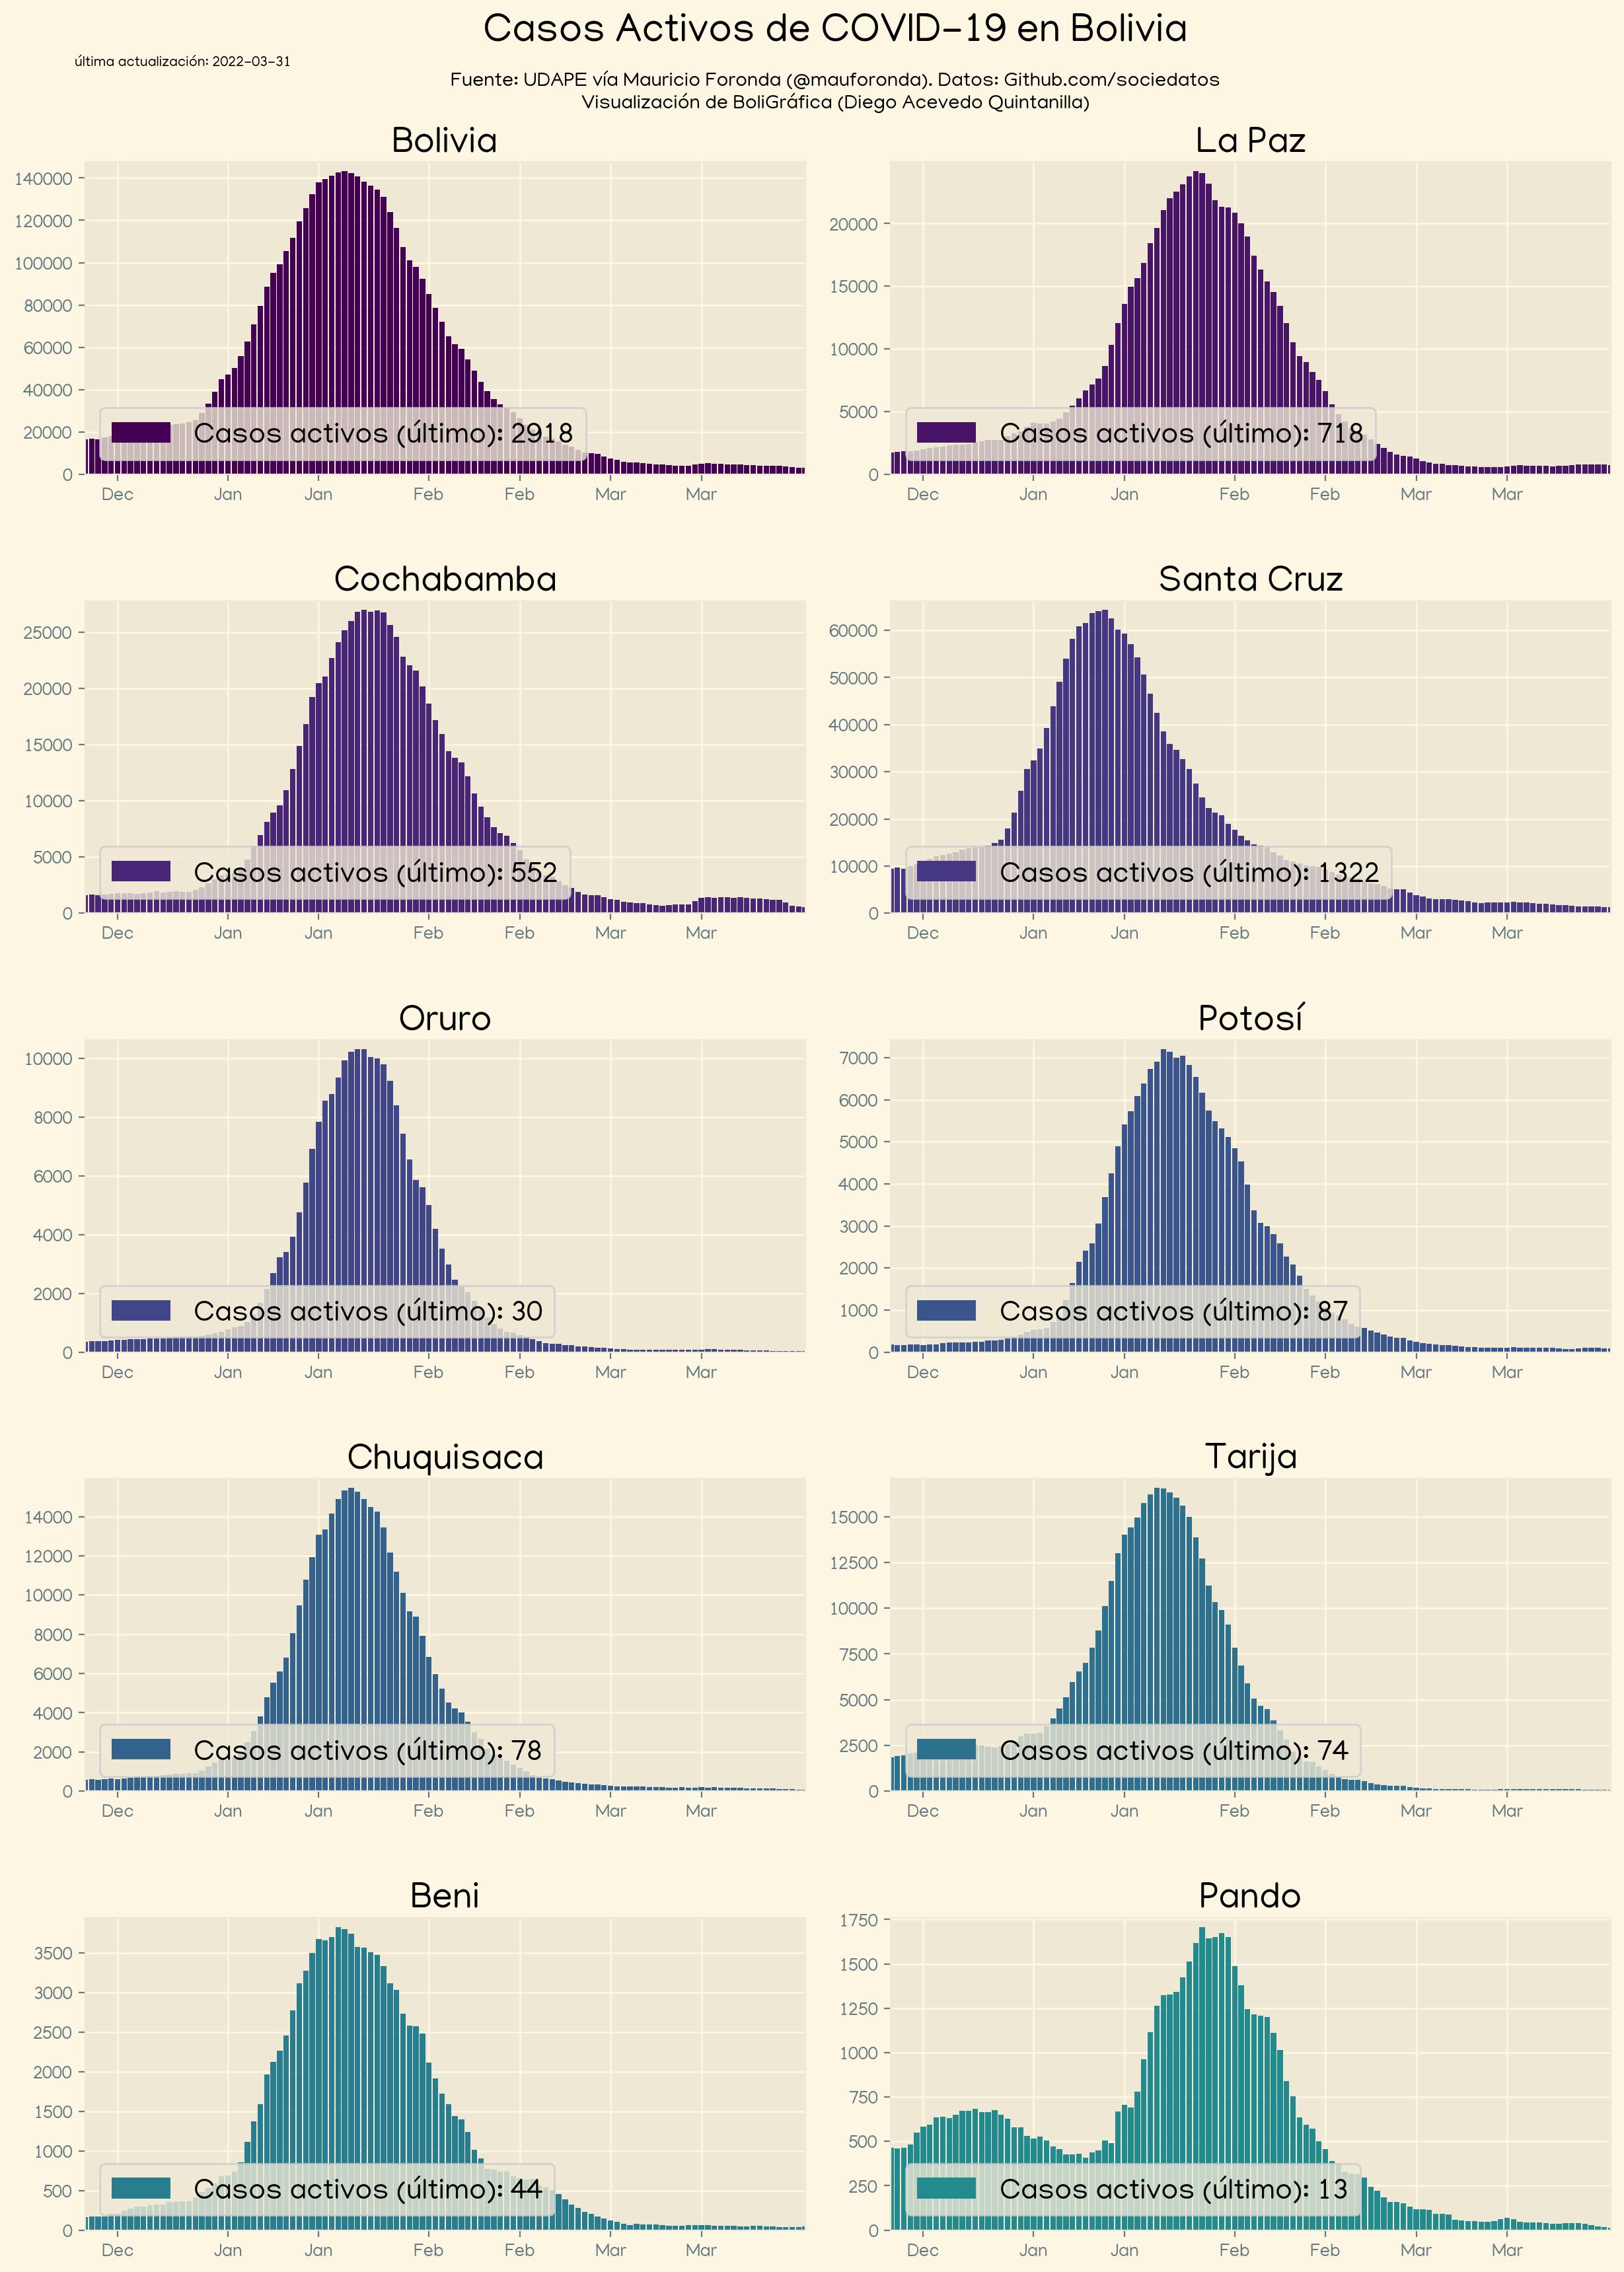 Casos Activos de COVID-19 en Bolivia
última actualización: 2022-03-31
Fuente: UDAPE vía Mauricio Foronda (@mauforonda). Datos: Github.com/sociedatos
Visualización de BoliGráfica (Diego Acevedo Quintanilla)
Bolivia
140000
120000
100000
80000
60000
40000
20000
0
Casos activos (último): 2918
Dec Jan Jan Feb Feb Mar Mar
La Paz
20000
15000
10000
5000
0
Casos activos (último): 718
Dec Jan Jan Feb Feb Mar Mar
Cochabamba
25000
20000
15000
10000
5000
0
Casos activos (último): 552
Dec Jan Jan Feb Feb Mar Mar
Santa Cruz
60000
50000
40000
30000
20000
10000
0
Casos activos (último): 1322
Dec Jan Jan Feb Feb Mar Mar
Oruro
10000
8000
6000
4000
2000
0
Casos activos (último): 30
Dec Jan Jan Feb Feb Mar Mar
Potosí
7000
6000
5000
4000
3000
2000
1000
0
Casos activos (último): 87
Dec Jan Jan Feb Feb Mar Mar
Chuquisaca
14000
12000
10000
8000
6000
4000
2000
0
Casos activos (último): 78
Dec Jan Jan Feb Feb Mar Mar
Tarija
15000
12500
10000
7500
5000
2500
0
Casos activos (último): 74
Dec Jan Jan Feb Feb Mar Mar
Beni
3500
3000
2500
2000
1500
1000
500
0
Casos activos (último): 44
Dec Jan Jan Feb Feb Mar Mar
Pando
1750
1500
1250
1000
750
500
250
0
Casos activos (último): 13
Dec Jan Jan Feb Feb Mar Mar